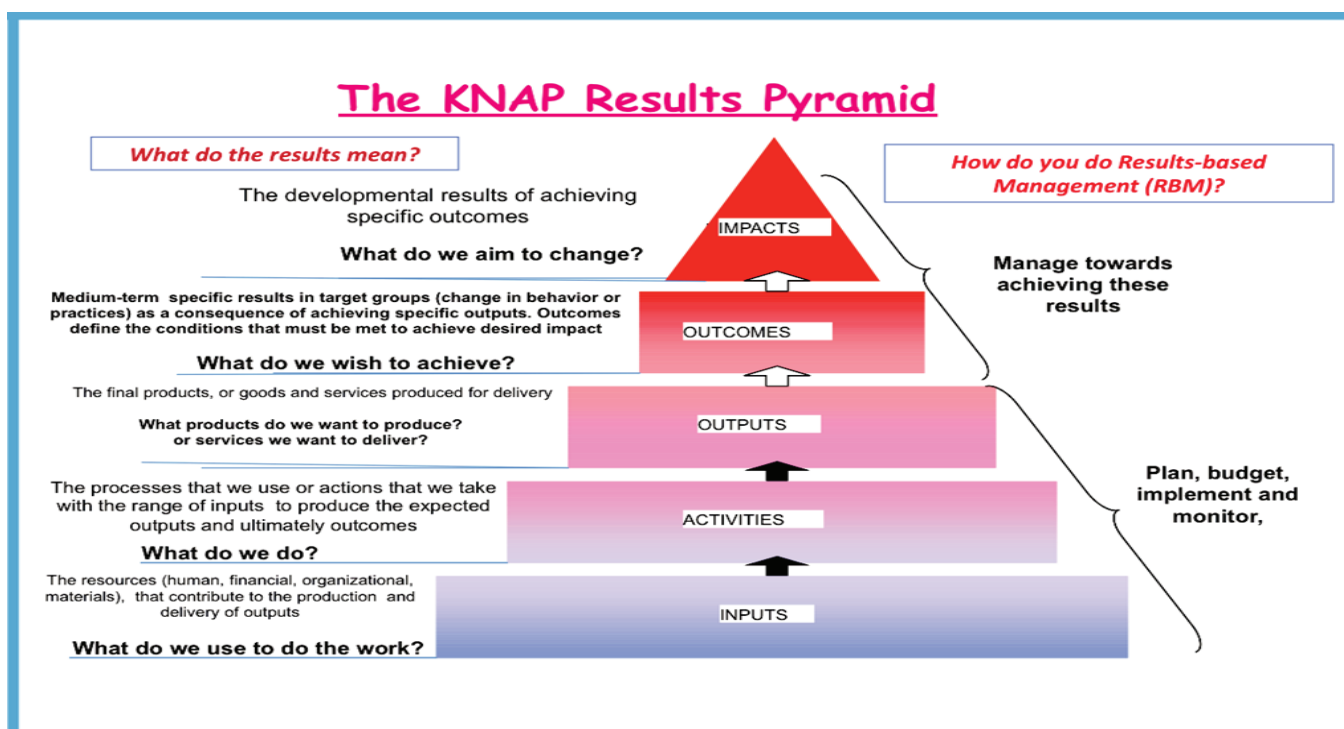 The KNAP Results Pyramid
What do the results mean?
How do you do Results-based
Management (RBM)?
The developmental results of achieving
specific outcomes
What do we aim to change?
IMPACTS
Manage towards
achieving these
results
Medium-term specific results in target groups (change in behavior or
practices) as a consequence of achieving specific outputs. Outcomes
define the conditions that must be met to achieve desired impact
What do we wish to achieve?
OUTCOMES
The final products, or goods and services produced for delivery
What products do we want to produce?
or services we want to deliver?
OUTPUTS
Plan, budget,
implement and
monitor,
The processes that we use or actions that we take
with the range of inputs to produce the expected
outputs and ultimately outcomes
What do we do?
ACTIVITIES
The resources (human, financial, organizational,
materials), that contribute to the production and
delivery of outputs
What do we use to do the work?
INPUTS